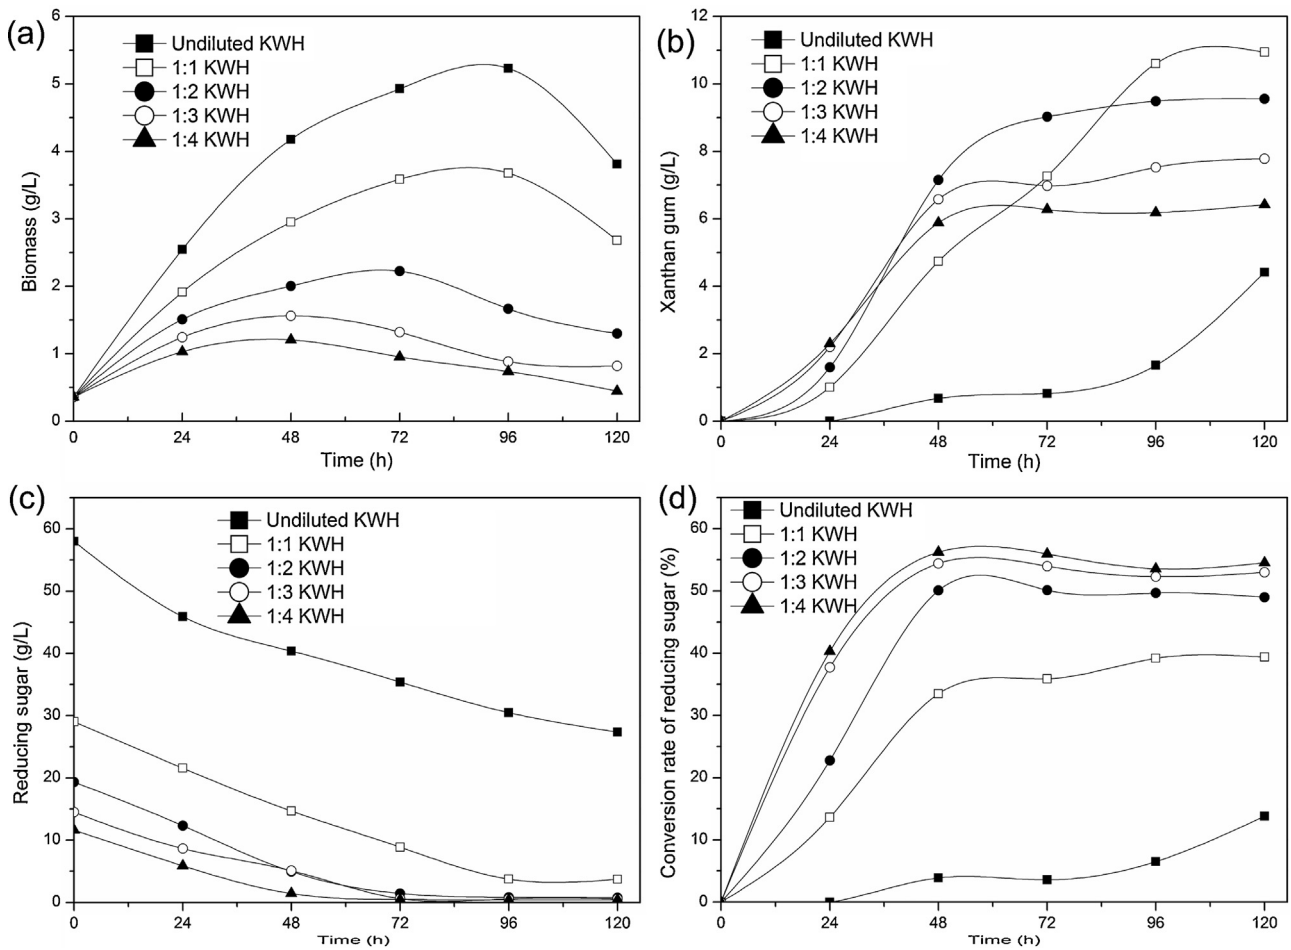 (a)
Undiluted KWH
1:1 KWH
1:2 KWH
1:3 KWH
1:4 KWH
Biomass (g/L)
6
5
4
3
2
1
0
0 24 48 72 96 120
Time (h)
(b)
Undiluted KWH
1:1 KWH
1:2 KWH
1:3 KWH
1:4 KWH
Xanthan gum (g/L)
12
10
8
6
4
2
0
0 24 48 72 96 120
Time (h)
(c)
Undiluted KWH
1:1 KWH
1:2 KWH
1:3 KWH
1:4 KWH
Reducing sugar (g/L)
60
50
40
30
20
10
0
0 24 48 72 96 120
Time (h)
(d)
Undiluted KWH
1:1 KWH
1:2 KWH
1:3 KWH
1:4 KWH
Conversion rate of reducing sugar (%)
60
50
40
30
20
10
0
0 24 48 72 96 120
Time (h)